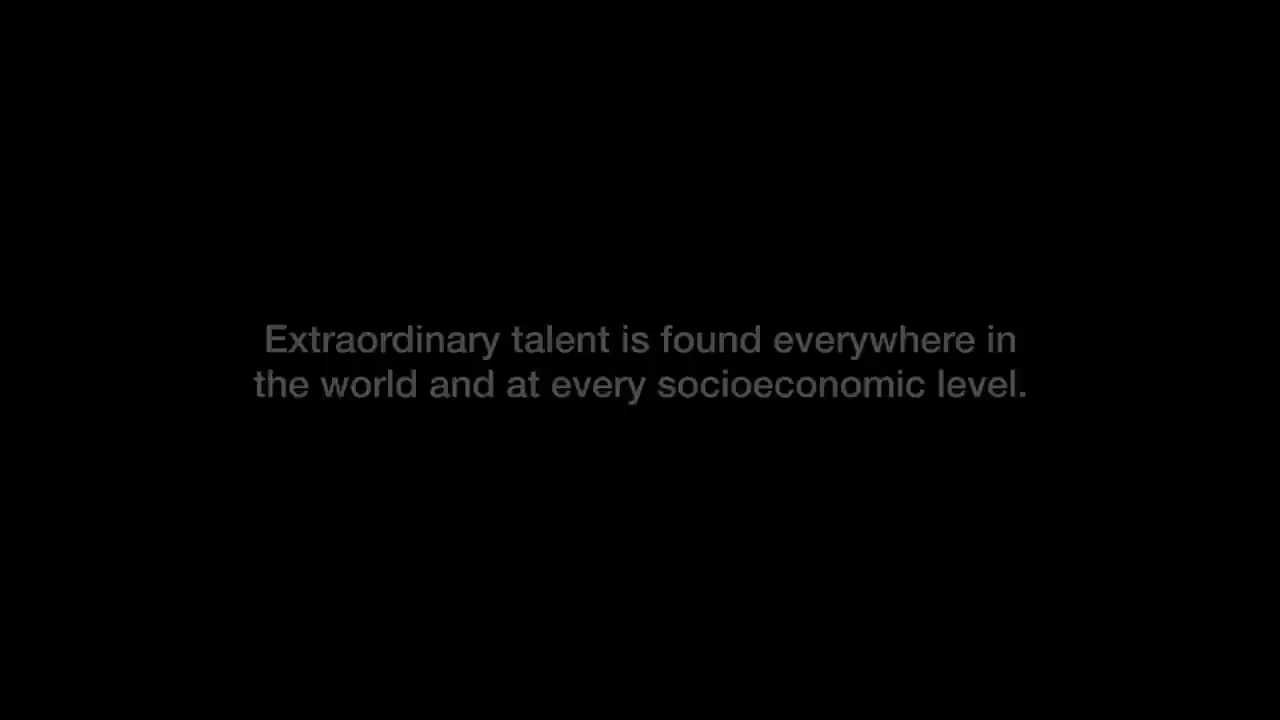 Extraordinary talent is found everywhere in
the world and at every socioeconomic level.